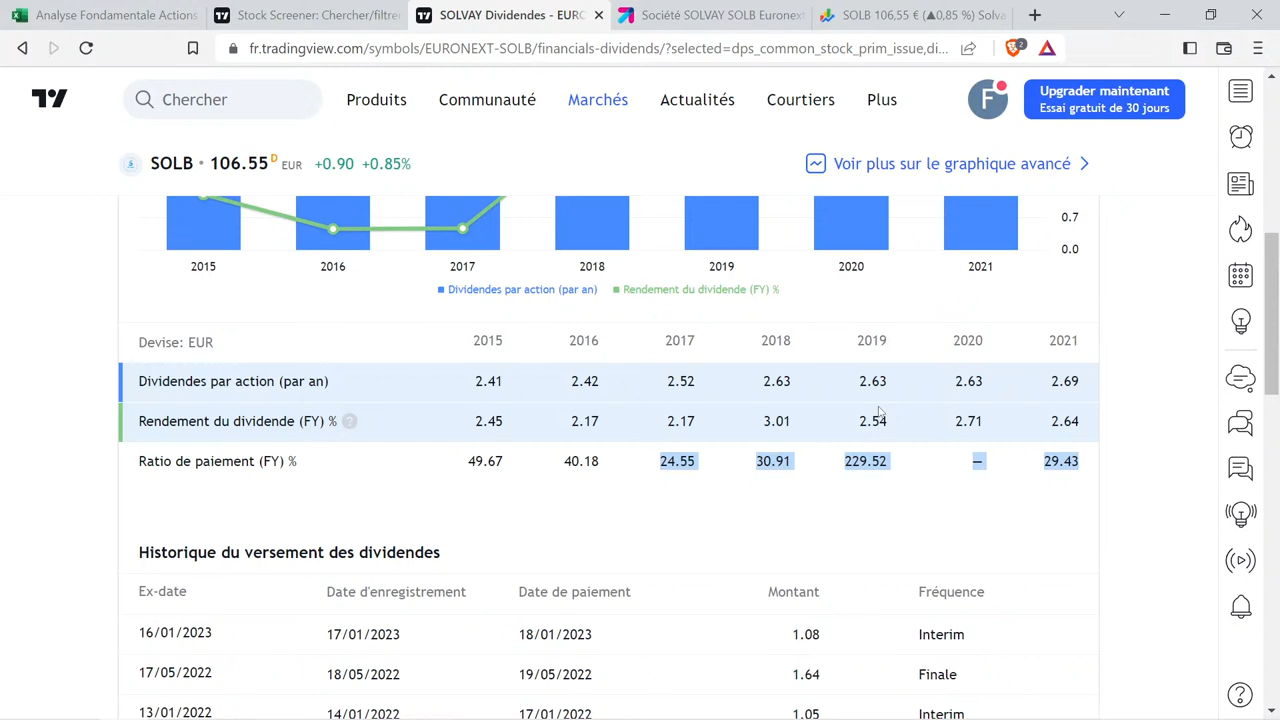 Analyse Fondamentale Actions
Stock Screener: Chercher/filtrer
SOLVAY Dividendes - EURO
Société SOLVAY SOLB Euronext
SOLB 106,55 € (▲0,85 %) Solva
fr.tradingview.com/symbols/EURONEXT-SOLB/financials-dividends/?selected=dps_common_stock_prim_issue,di...
2
Chercher
Produits
Communauté
Marchés
Actualités
Courtiers
Plus
F
Upgrader maintenant
Essai gratuit de 30 jours
SOLB • 106.55 D EUR +0.90 +0.85%
Voir plus sur le graphique avancé
0.7
0.0
2015 2016 2017 2018 2019 2020 2021
Dividendes par action (par an) Rendement du dividende (FY) %
Devise: EUR 2015 2016 2017 2018 2019 2020 2021
Dividendes par action (par an) 2.41 2.42 2.52 2.63 2.63 2.63 2.69
Rendement du dividende (FY) % ? 2.45 2.17 2.17 3.01 2.54 2.71 2.64
Ratio de paiement (FY) % 49.67 40.18 24.55 30.91 229.52 — 29.43
Historique du versement des dividendes
Ex-date Date d'enregistrement Date de paiement Montant Fréquence
16/01/2023 17/01/2023 18/01/2023 1.08 Interim
17/05/2022 18/05/2022 19/05/2022 1.64 Finale
13/01/2022 14/01/2022 17/01/2022 1.05 Interim